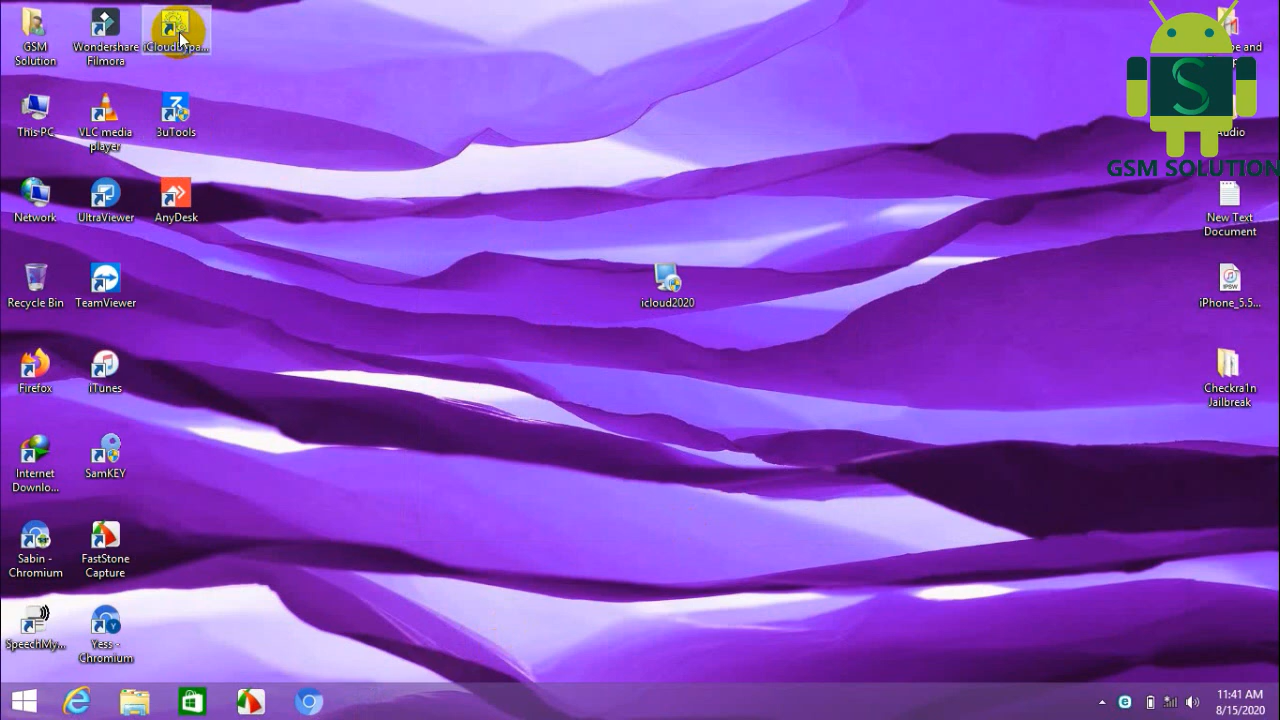 GSM
Solution
Wondershare
Filmora
iCloudBypa...
This PC
VLC media
player
3uTools
Network
UltraViewer
AnyDesk
Recycle Bin
TeamViewer
Firefox
iTunes
Internet
Downlo...
SamKEY
Sabin -
Chromium
FastStone
Capture
SpeechMy...
Yess -
Chromium
icloud2020
and
Audio
GSM SOLUTION
New Text
Document
iPhone_5.5...
IPSW
Checkra1n
Jailbreak
11:41 AM
8/15/2020